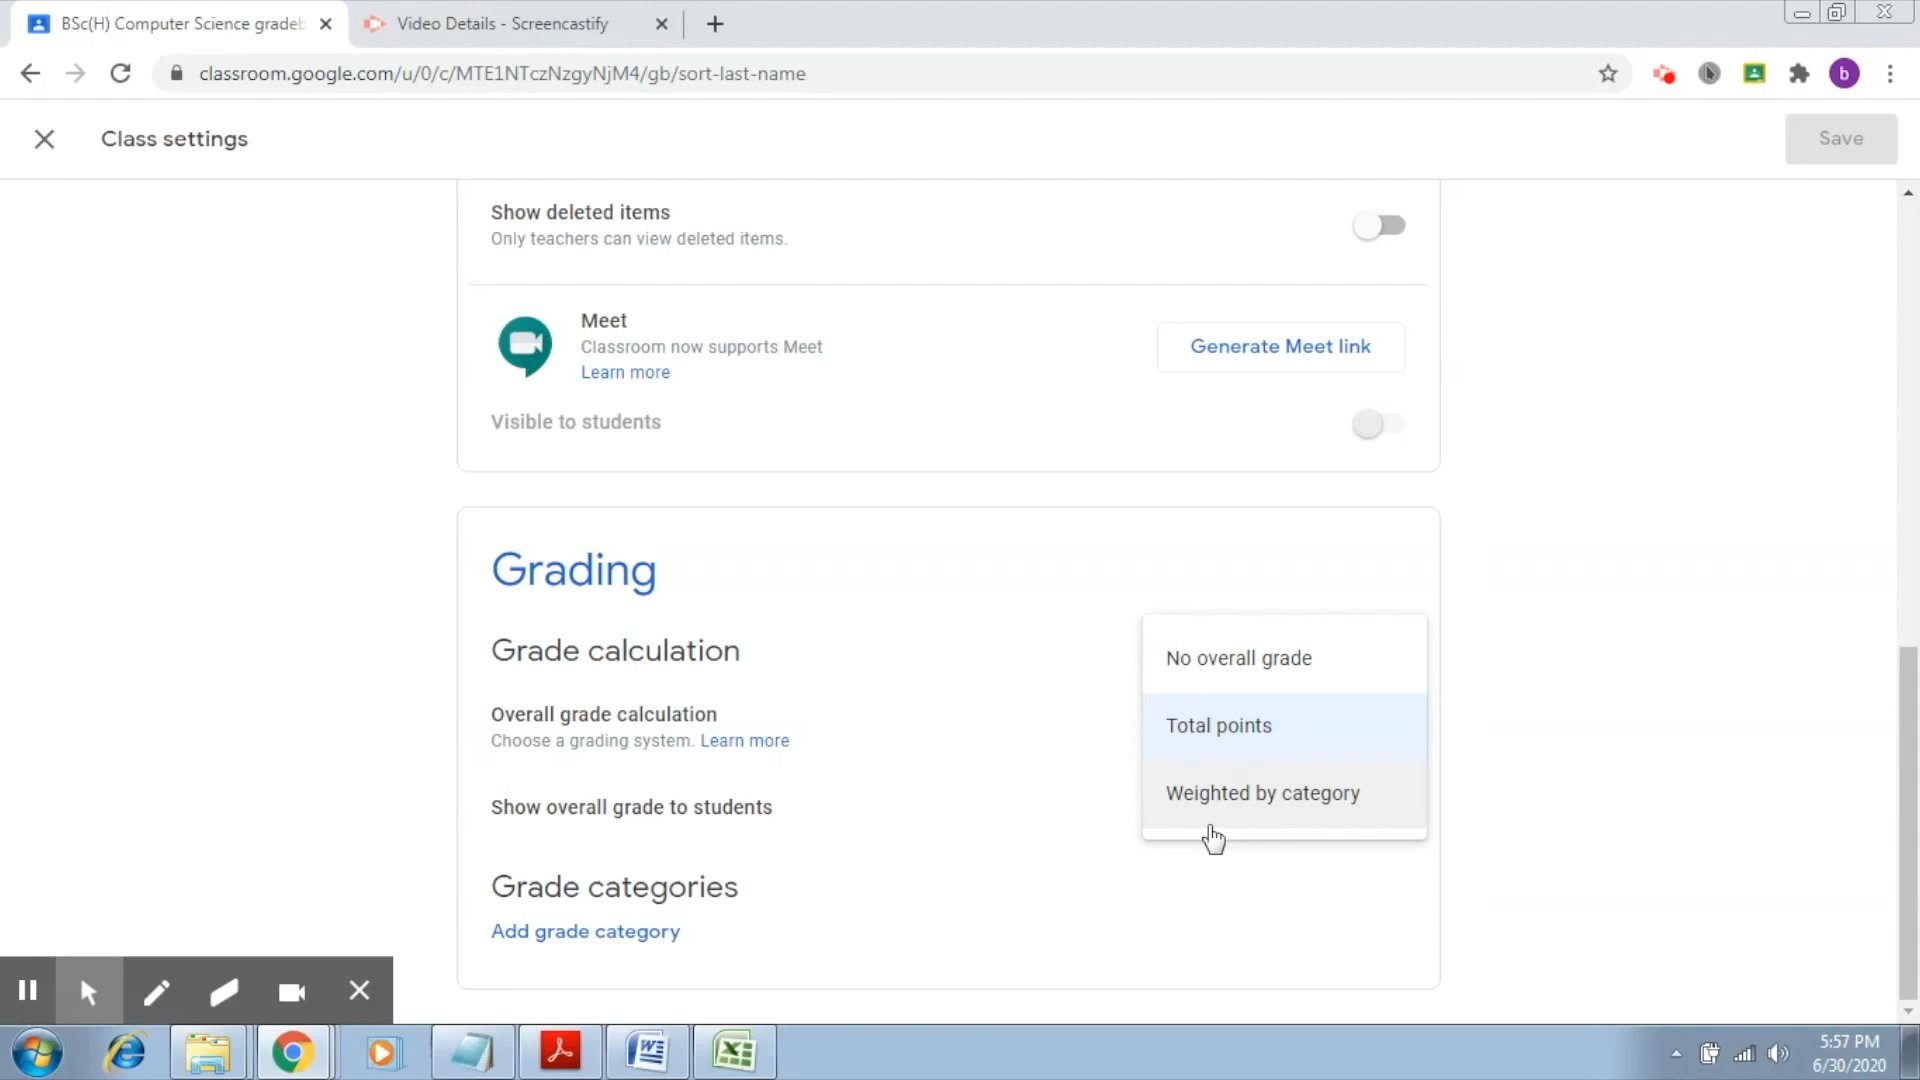 BSc(H) Computer Science gradeb
Video Details - Screencastify
classroom.google.com/u/0/c/MTE1NTczNzgyNjM4/gb/sort-last-name
b
Class settings
Save
Show deleted items
Only teachers can view deleted items.
Meet
Classroom now supports Meet
Learn more
Generate Meet link
Visible to students
Grading
Grade calculation
Overall grade calculation
Choose a grading system. Learn more
Show overall grade to students
No overall grade
Total points
Weighted by category
Grade categories
Add grade category
5:57 PM
6/30/2020